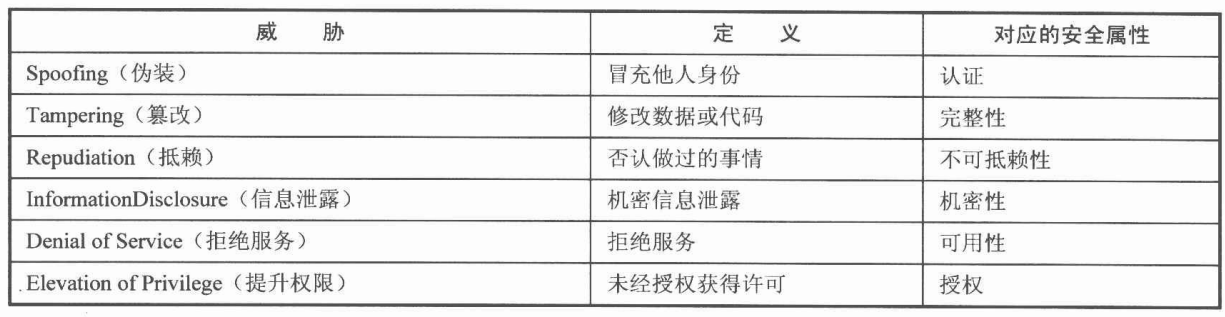 威 胁 定 义 对应的安全属性
Spoofing（伪装） 冒充他人身份 认证
Tampering（篡改） 修改数据或代码 完整性
Repudiation（抵赖） 否认做过的事情 不可抵赖性
InformationDisclosure（信息泄露） 机密信息泄露 机密性
Denial of Service（拒绝服务） 拒绝服务 可用性
Elevation of Privilege（提升权限） 未经授权获得许可 授权